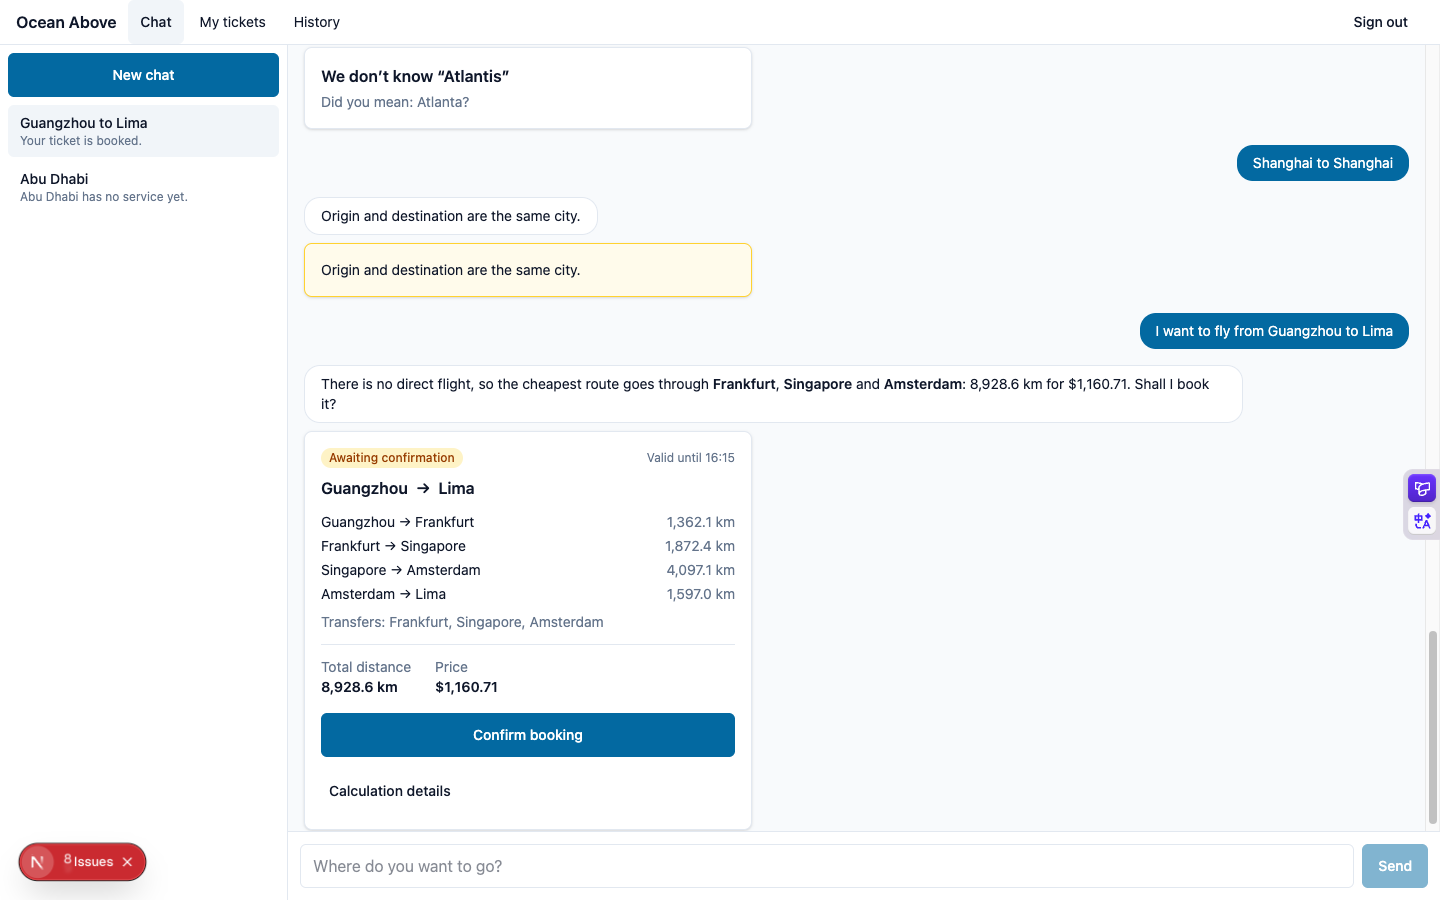 Ocean Above
Chat
My tickets
History
Sign out
New chat
Guangzhou to Lima
Your ticket is booked.
Abu Dhabi
Abu Dhabi has no service yet.
We don’t know “Atlantis”
Did you mean: Atlanta?
Shanghai to Shanghai
Origin and destination are the same city.
Origin and destination are the same city.
I want to fly from Guangzhou to Lima
There is no direct flight, so the cheapest route goes through Frankfurt, Singapore and Amsterdam: 8,928.6 km for $1,160.71. Shall I book
it?
Awaiting confirmation
Valid until 16:15
Guangzhou → Lima
Guangzhou → Frankfurt 1,362.1 km
Frankfurt → Singapore 1,872.4 km
Singapore → Amsterdam 4,097.1 km
Amsterdam → Lima 1,597.0 km
Transfers: Frankfurt, Singapore, Amsterdam
Total distance Price
8,928.6 km $1,160.71
Confirm booking
Calculation details
中A
N 8 Issues
Where do you want to go?
Send